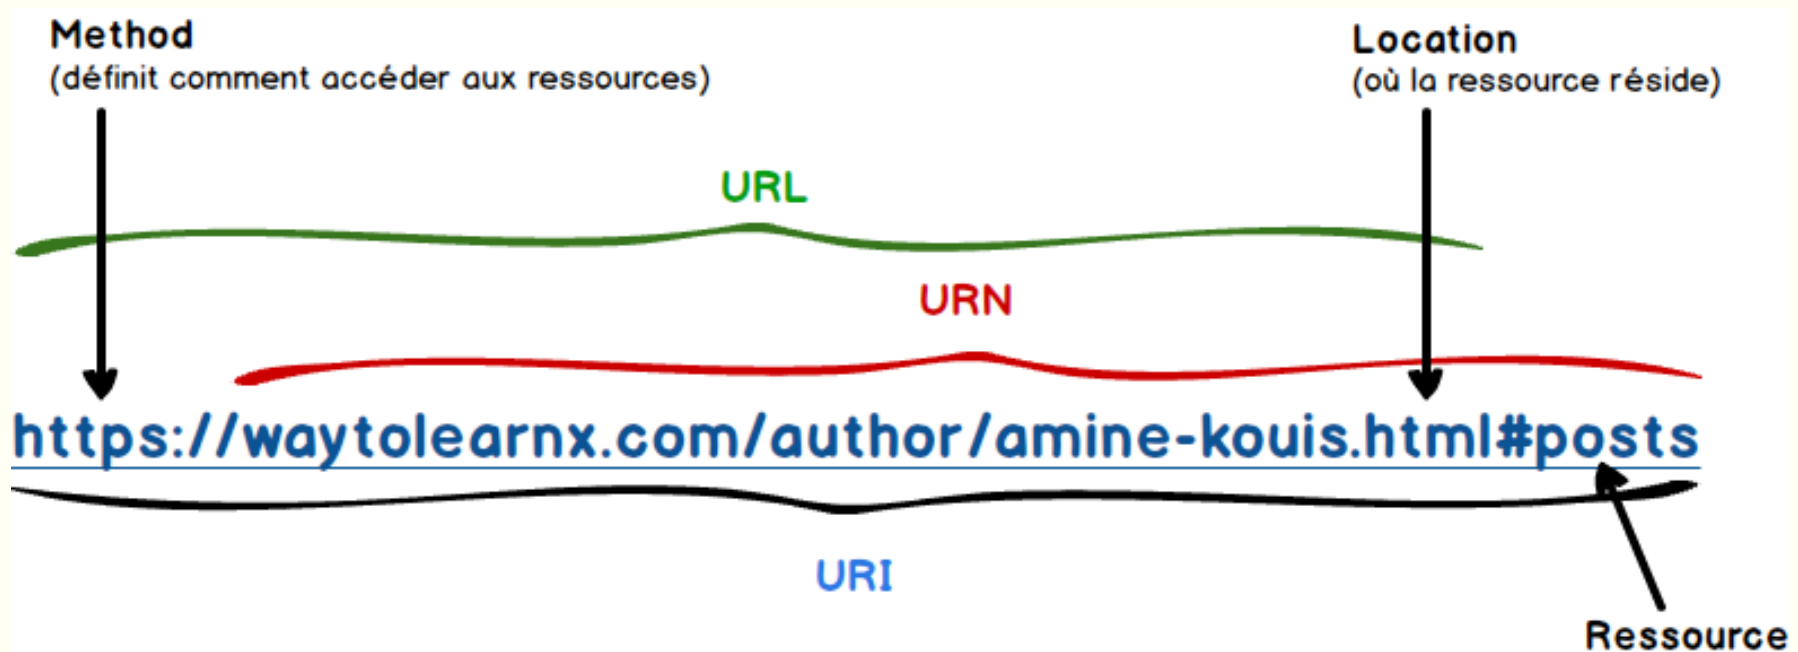 Method
(définit comment accéder aux ressources)
Location
(où la ressource réside)
URL
URN
https://waytolearnx.com/author/amine-kouis.html#posts
URI
Ressource